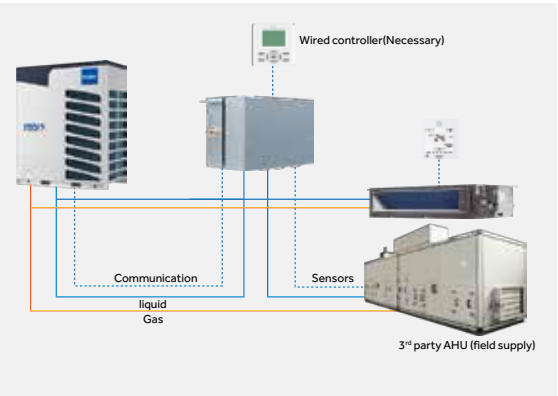 Wired controller(Necessary)
Communication
Sensors
liquid
Gas
3rd party AHU (field supply)